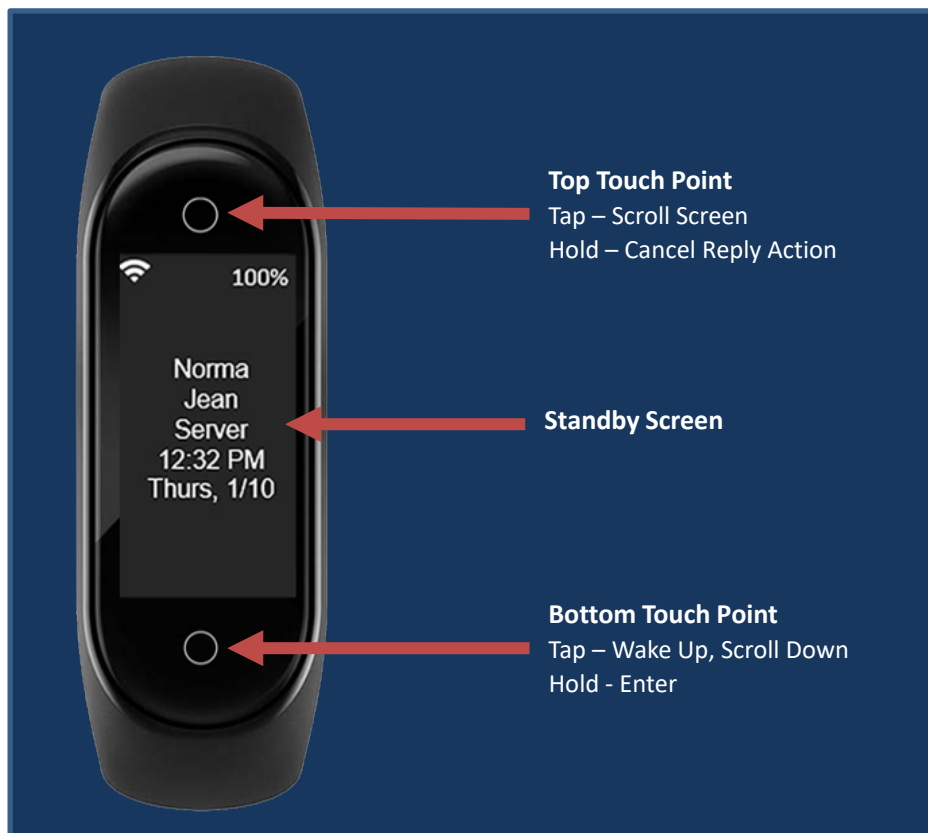 Top Touch Point
Tap – Scroll Screen
Hold – Cancel Reply Action
100%
Norma
Jean
Server
12:32 PM
Thurs, 1/10
Standby Screen
Bottom Touch Point
Tap – Wake Up, Scroll Down
Hold - Enter